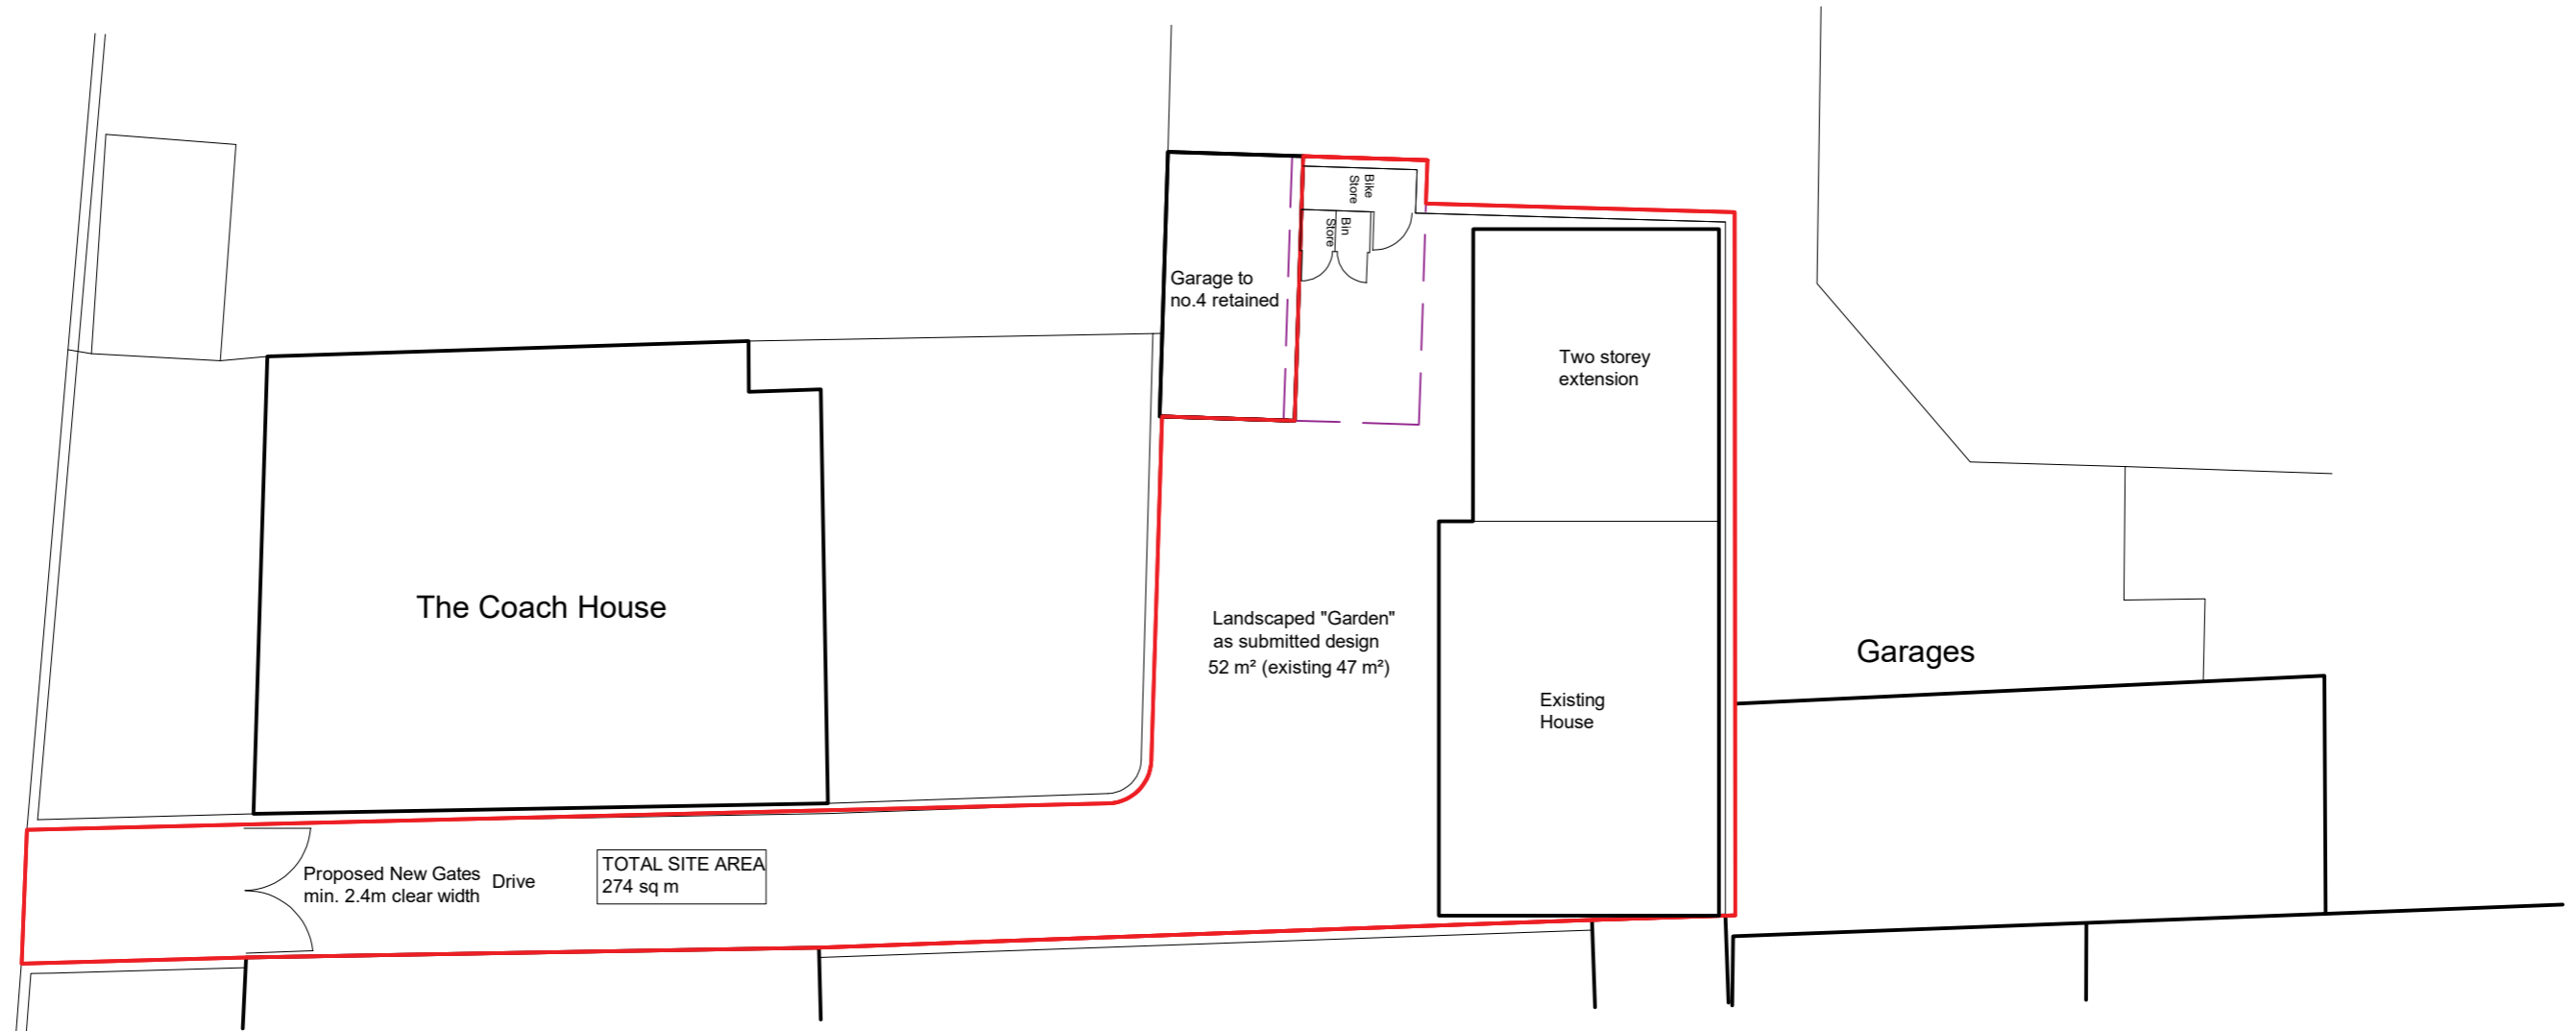 Bike
Store
Bin
Store
Garage to
no.4 retained
Two storey
extension
The Coach House
Landscaped "Garden"
as submitted design
52 m² (existing 47 m²)
Garages
Existing
House
Proposed New Gates
min. 2.4m clear width
Drive
TOTAL SITE AREA
274 sq m